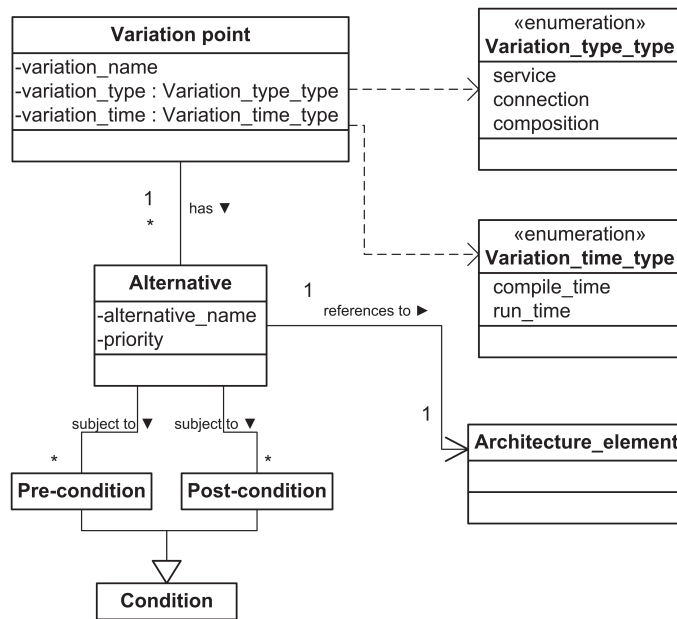 Variation point
-variation_name
-variation_type : Variation_type_type
-variation_time : Variation_time_type
«enumeration»
Variation_type_type
service
connection
composition
1
*
has ▼
«enumeration»
Variation_time_type
compile_time
run_time
Alternative
-alternative_name
-priority
1
references to ►
1
Architecture_element
subject to ▼
subject to ▼
*
*
Pre-condition
Post-condition
Condition